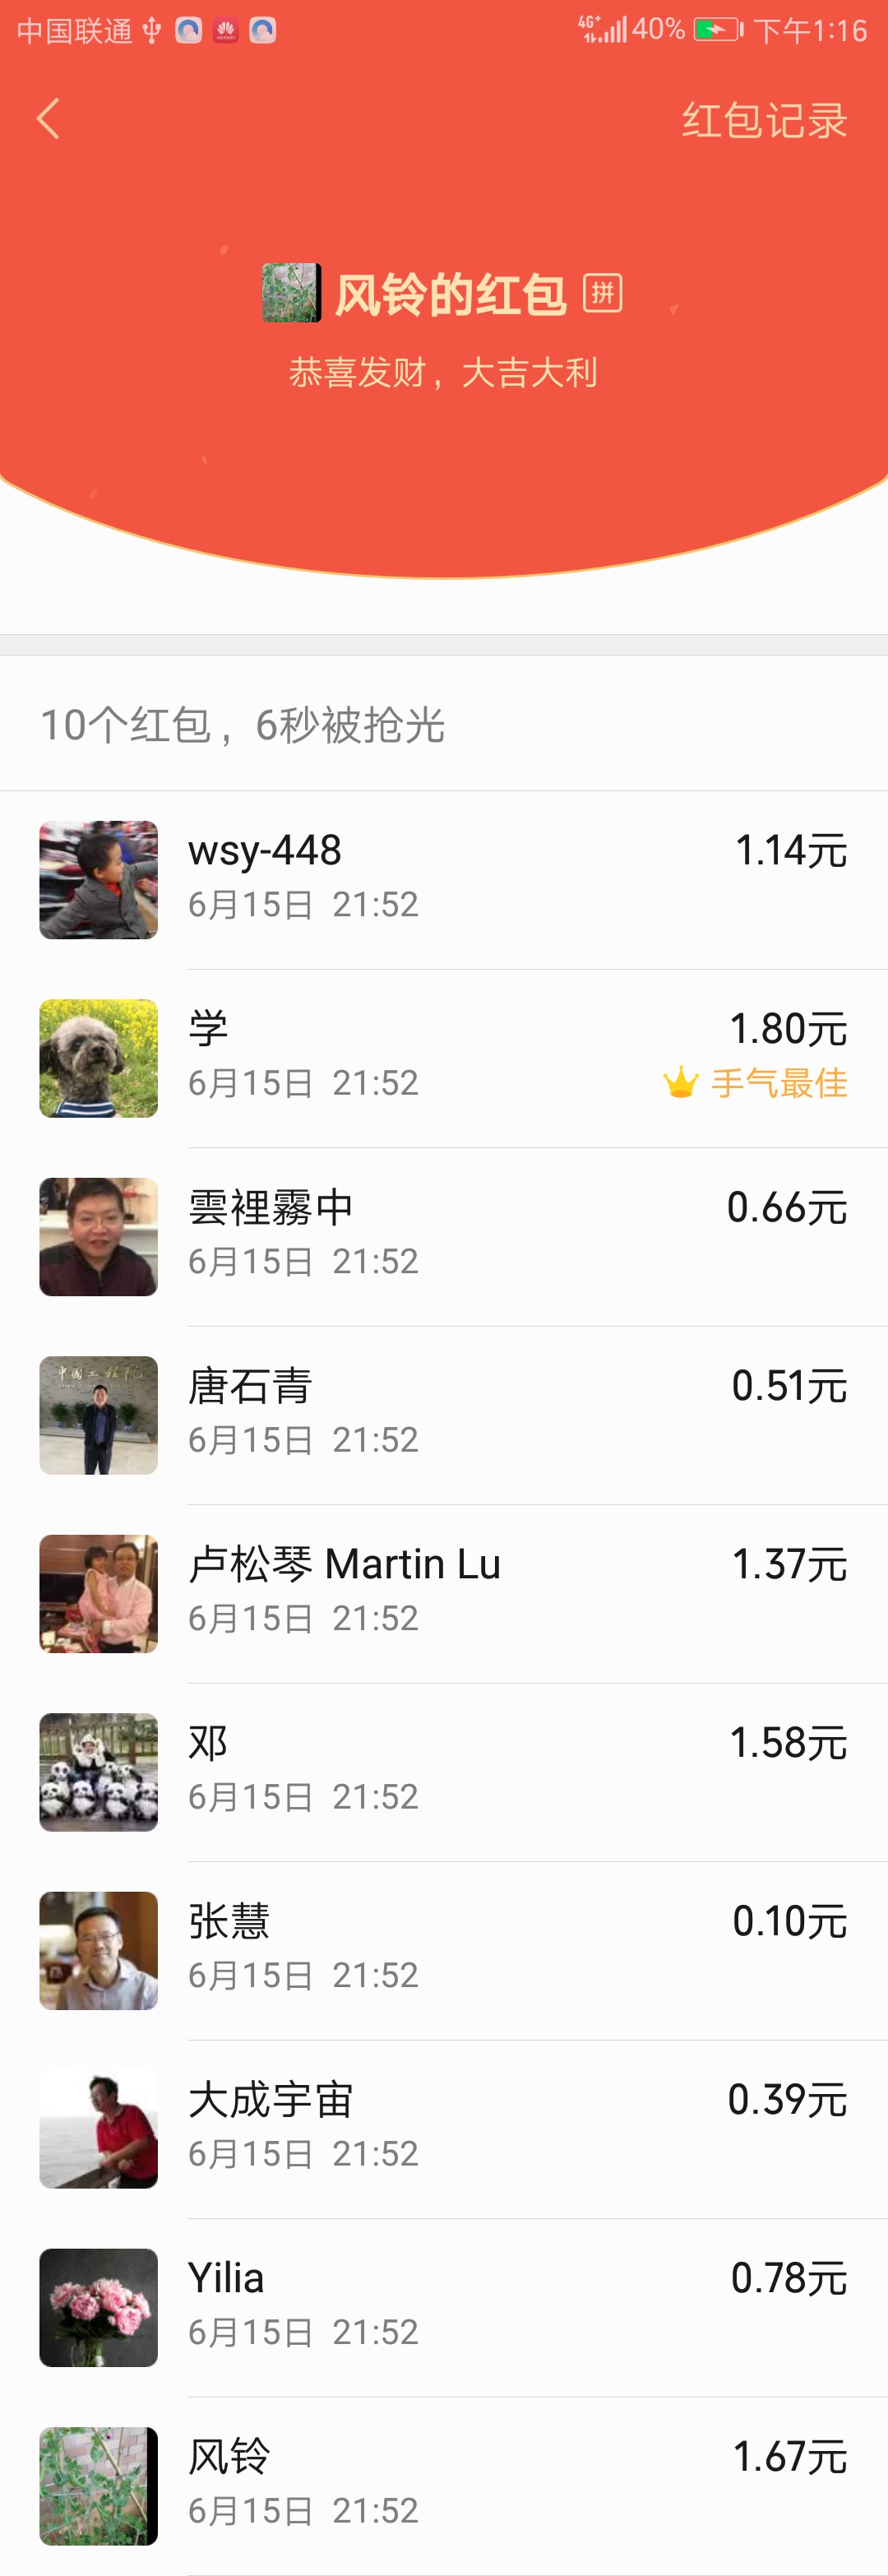 中国联通 4G+ 40% 下午1:16
红包记录
风铃的红包 拼
恭喜发财，大吉大利
10个红包，6秒被抢光
wsy-448 1.14元
6月15日 21:52
学 1.80元
6月15日 21:52 手气最佳
雲裡霧中 0.66元
6月15日 21:52
中国工程院
唐石青 0.51元
6月15日 21:52
卢松琴 Martin Lu 1.37元
6月15日 21:52
邓 1.58元
6月15日 21:52
张慧 0.10元
6月15日 21:52
大成宇宙 0.39元
6月15日 21:52
Yilia 0.78元
6月15日 21:52
风铃 1.67元
6月15日 21:52